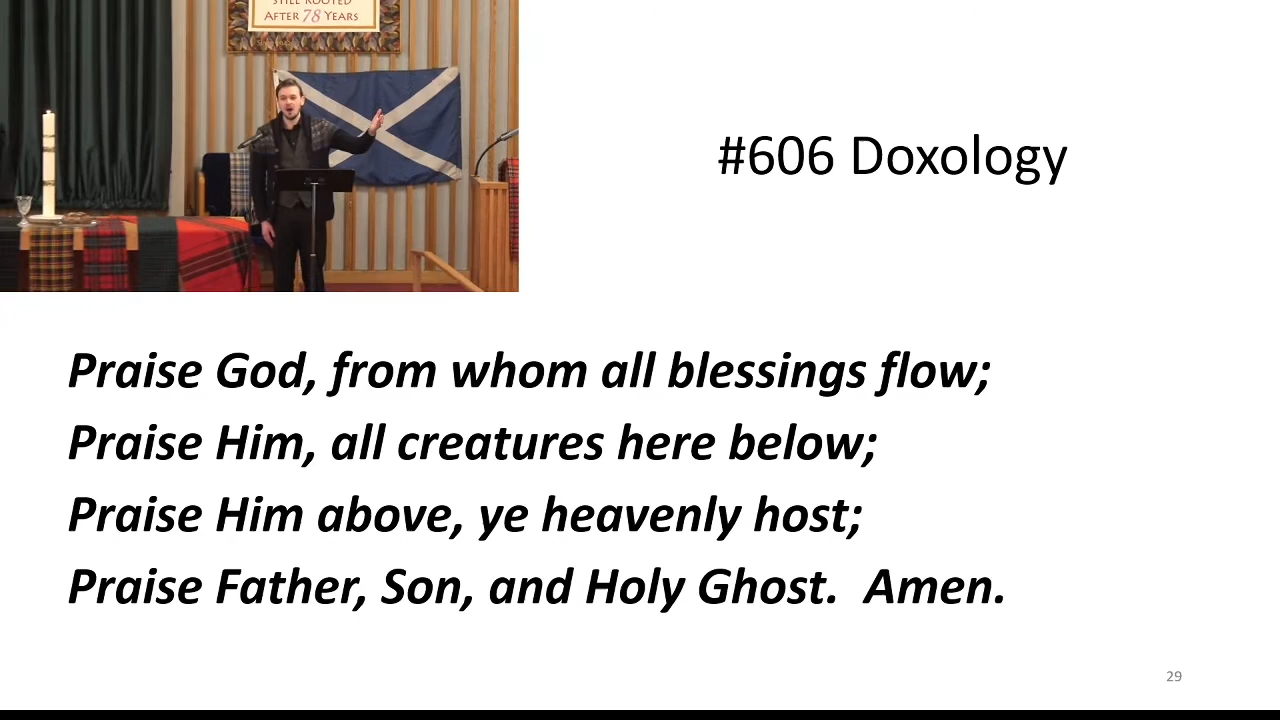 STILL ROOTED
AFTER 78 YEARS
#606 Doxology
Praise God, from whom all blessings flow;
Praise Him, all creatures here below;
Praise Him above, ye heavenly host;
Praise Father, Son, and Holy Ghost.  Amen.
29